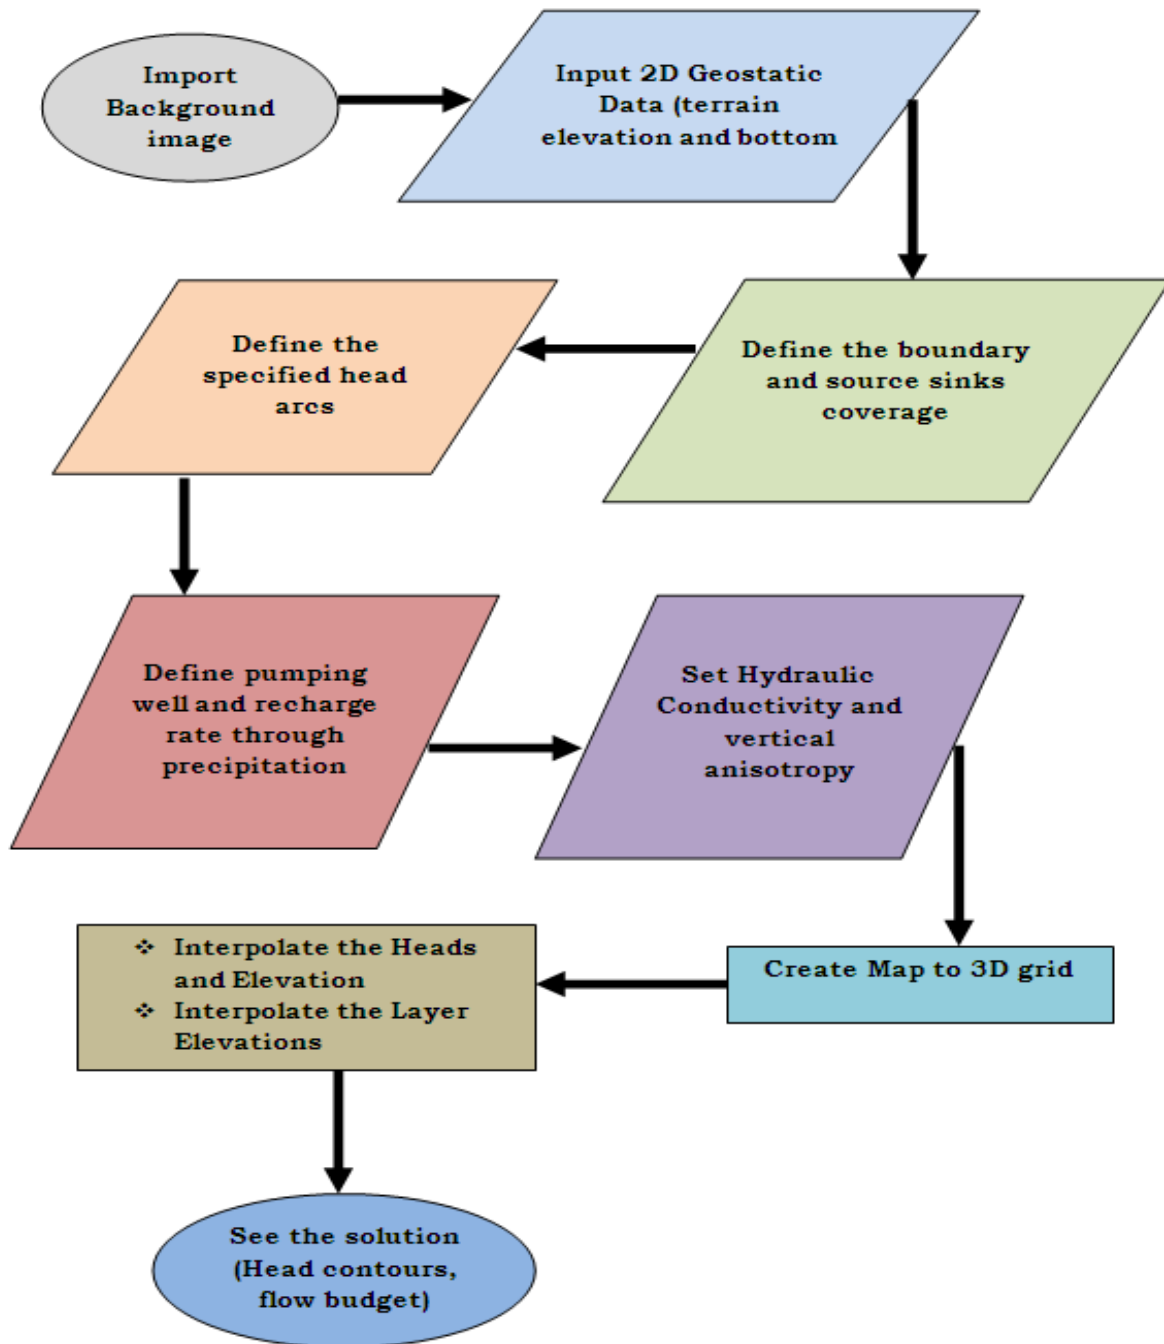 Import
Background
image
Input 2D Geostatic
Data (terrain
elevation and bottom
Define the boundary
and source sinks
coverage
Define the
specified head
arcs
Define pumping
well and recharge
rate through
precipitation
Set Hydraulic
Conductivity and
vertical
anisotropy
Create Map to 3D grid
❖ Interpolate the Heads
and Elevation
❖ Interpolate the Layer
Elevations
See the solution
(Head contours,
flow budget)